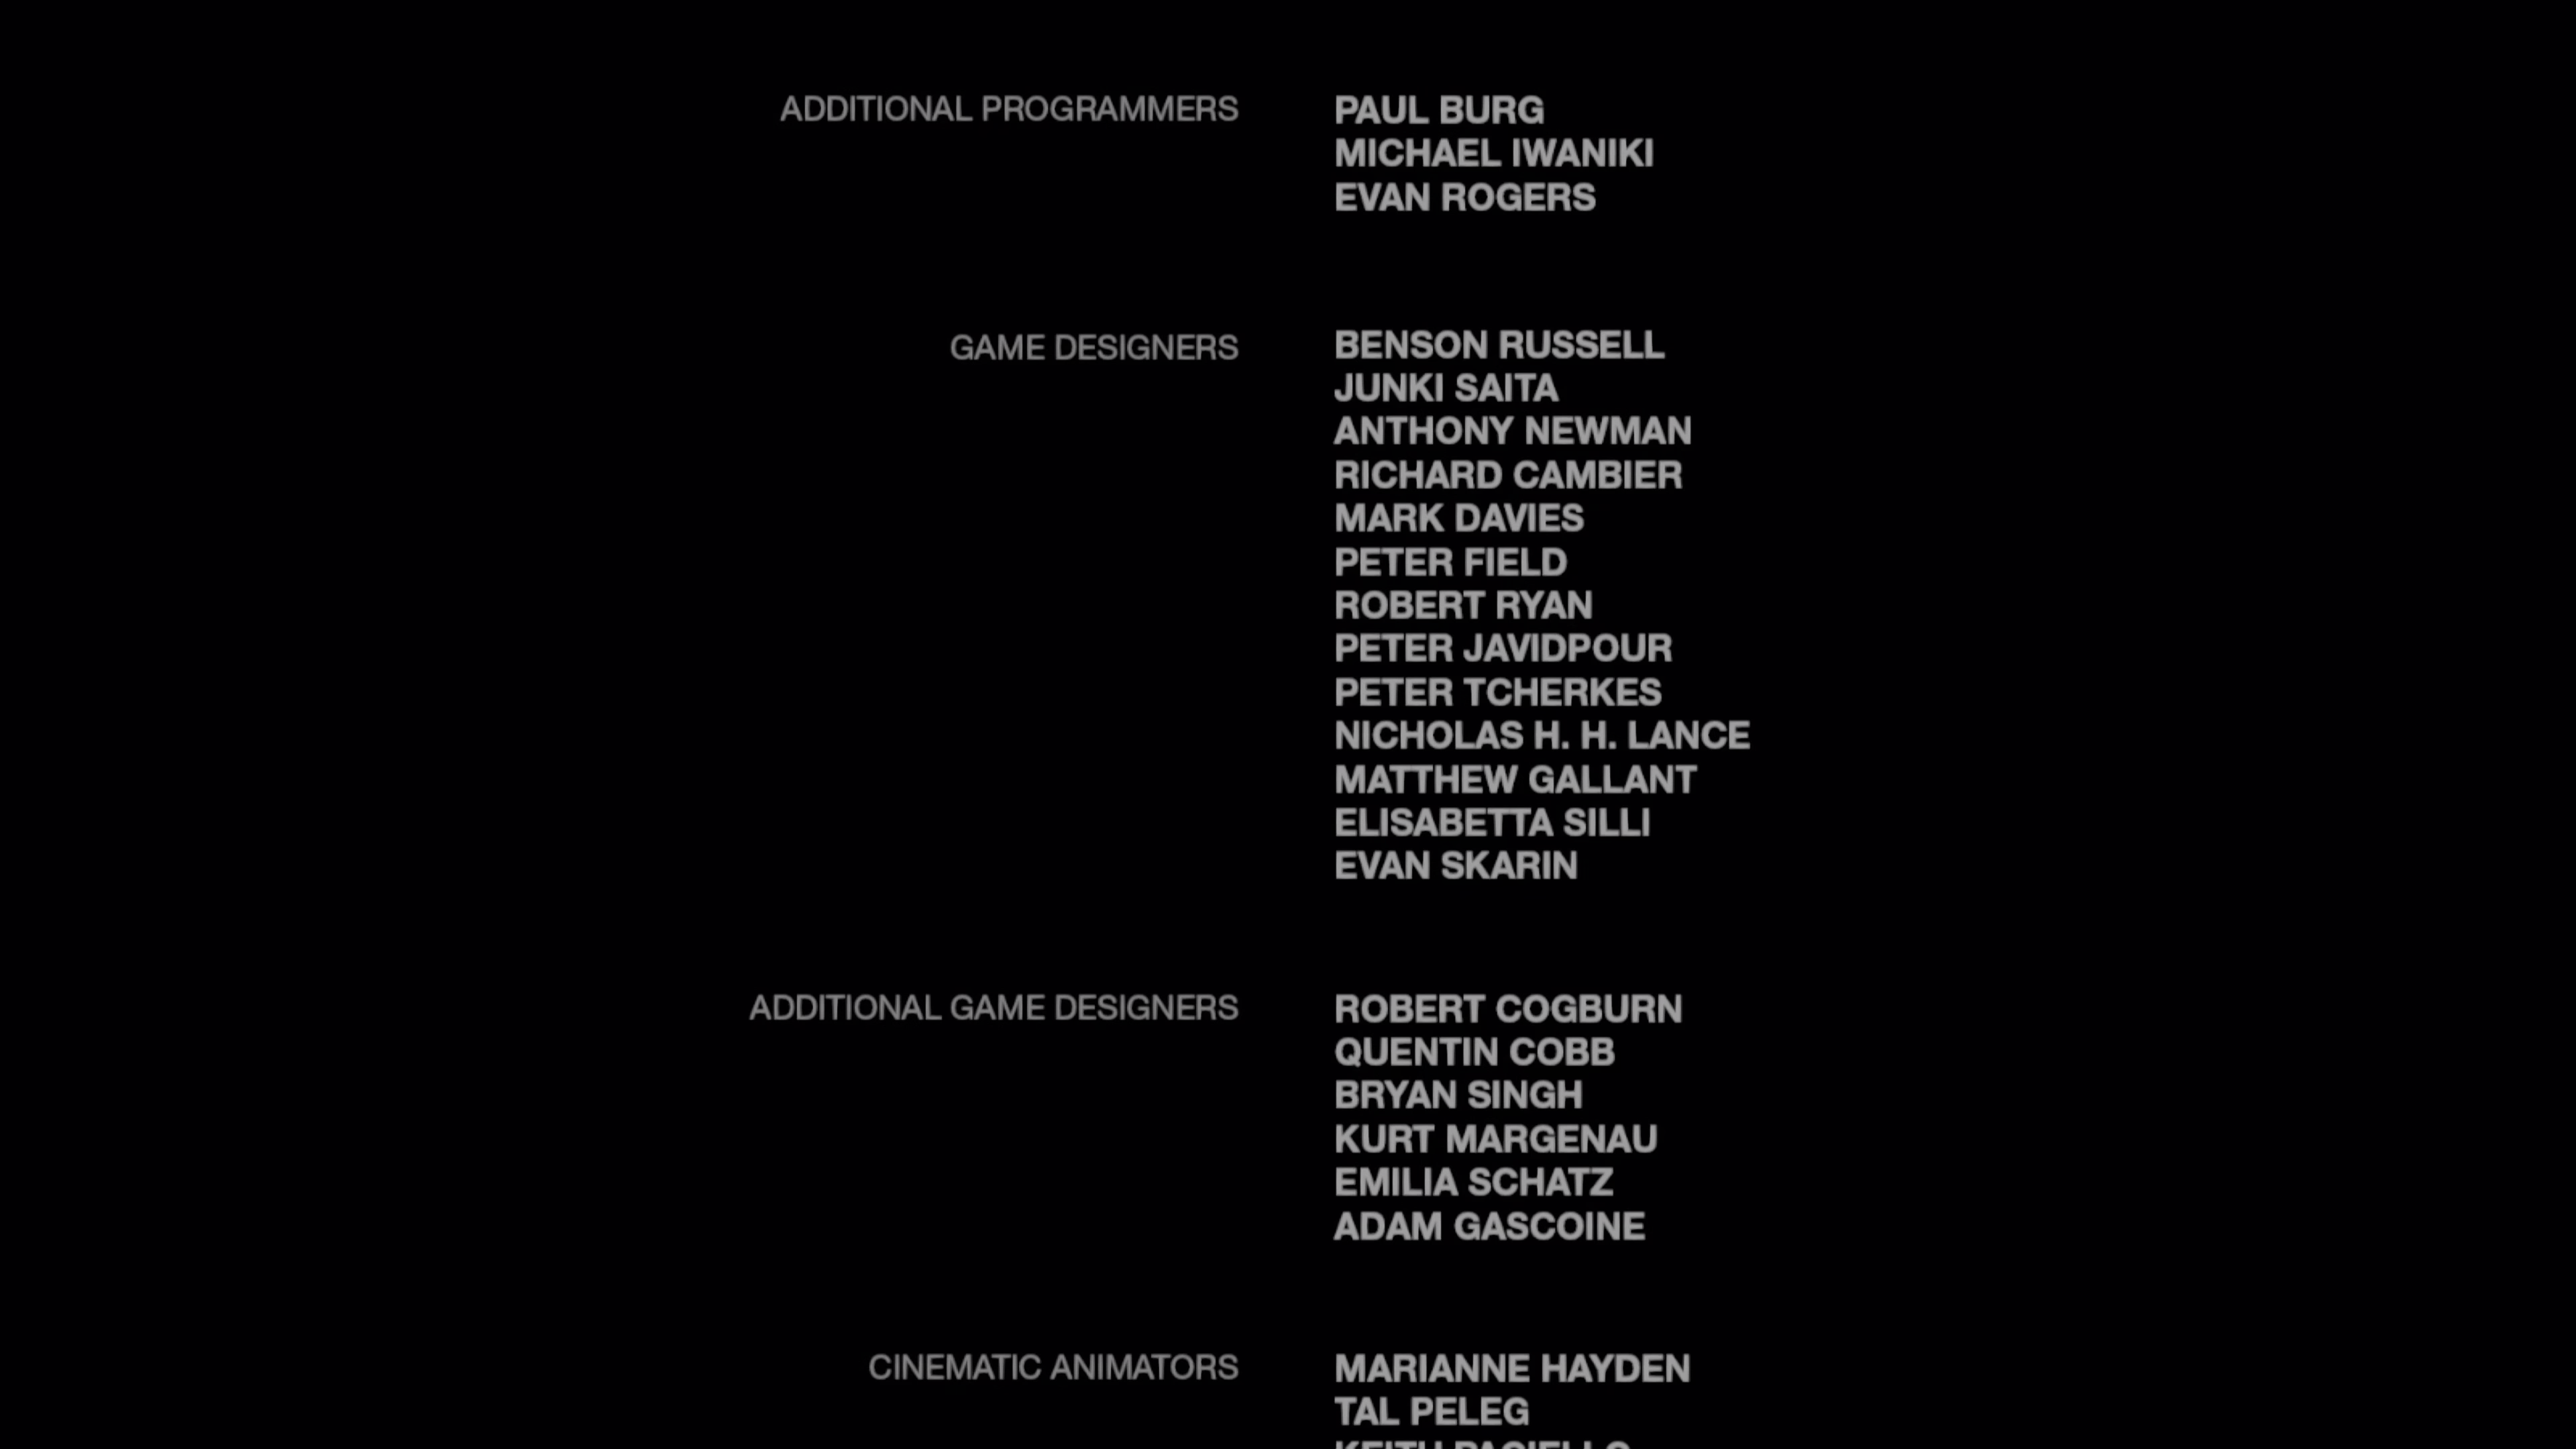 ADDITIONAL PROGRAMMERS PAUL BURG
MICHAEL IWANIKI
EVAN ROGERS
GAME DESIGNERS BENSON RUSSELL
JUNKI SAITA
ANTHONY NEWMAN
RICHARD CAMBIER
MARK DAVIES
PETER FIELD
ROBERT RYAN
PETER JAVIDPOUR
PETER TCHERKES
NICHOLAS H. H. LANCE
MATTHEW GALLANT
ELISABETTA SILLI
EVAN SKARIN
ADDITIONAL GAME DESIGNERS ROBERT COGBURN
QUENTIN COBB
BRYAN SINGH
KURT MARGENAU
EMILIA SCHATZ
ADAM GASCOINE
CINEMATIC ANIMATORS MARIANNE HAYDEN
TAL PELEG